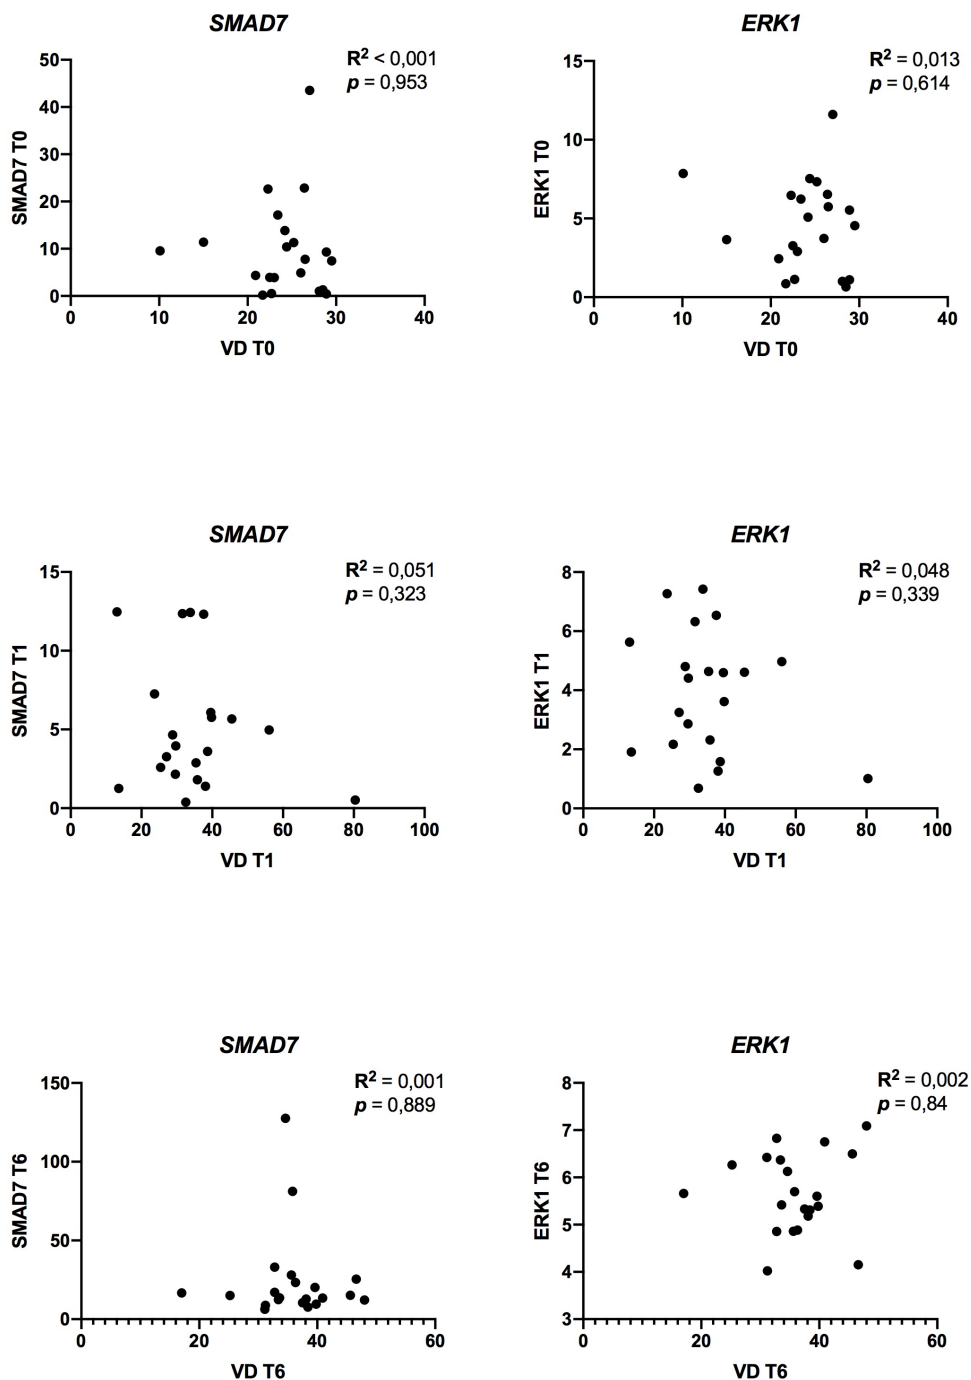 SMAD7
R2 < 0,001
p = 0,953
50
40
30
20
10
0
SMAD7 T0
0 10 20 30 40
VD T0
ERK1
R2 = 0,013
p = 0,614
15
10
5
0
ERK1 T0
0 10 20 30 40
VD T0
SMAD7
R2 = 0,051
p = 0,323
15
10
5
0
SMAD7 T1
0 20 40 60 80 100
VD T1
ERK1
R2 = 0,048
p = 0,339
8
6
4
2
0
ERK1 T1
0 20 40 60 80 100
VD T1
SMAD7
R2 = 0,001
p = 0,889
150
100
50
0
SMAD7 T6
0 20 40 60
VD T6
ERK1
R2 = 0,002
p = 0,84
8
7
6
5
4
3
ERK1 T6
0 20 40 60
VD T6